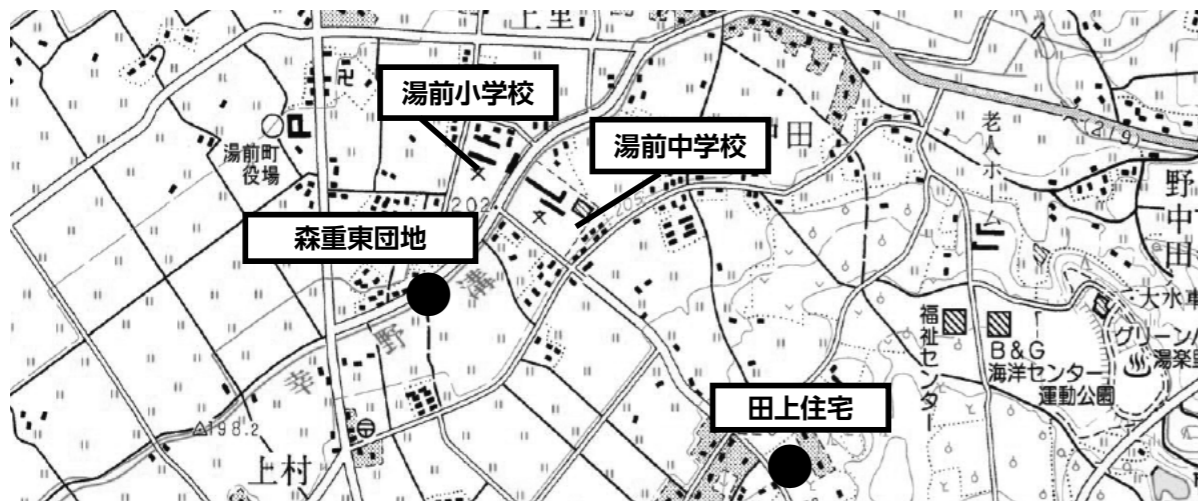 上里
湯前小学校
湯前中学校
中田
(219)
老人ホーム
湯前町
役場
野中田
203
205
森重東団地
幸野溝
大水車
福祉センター
B&G
海洋センター
運動公園
グリーンパ
湯楽里
田上住宅
198.2
上村